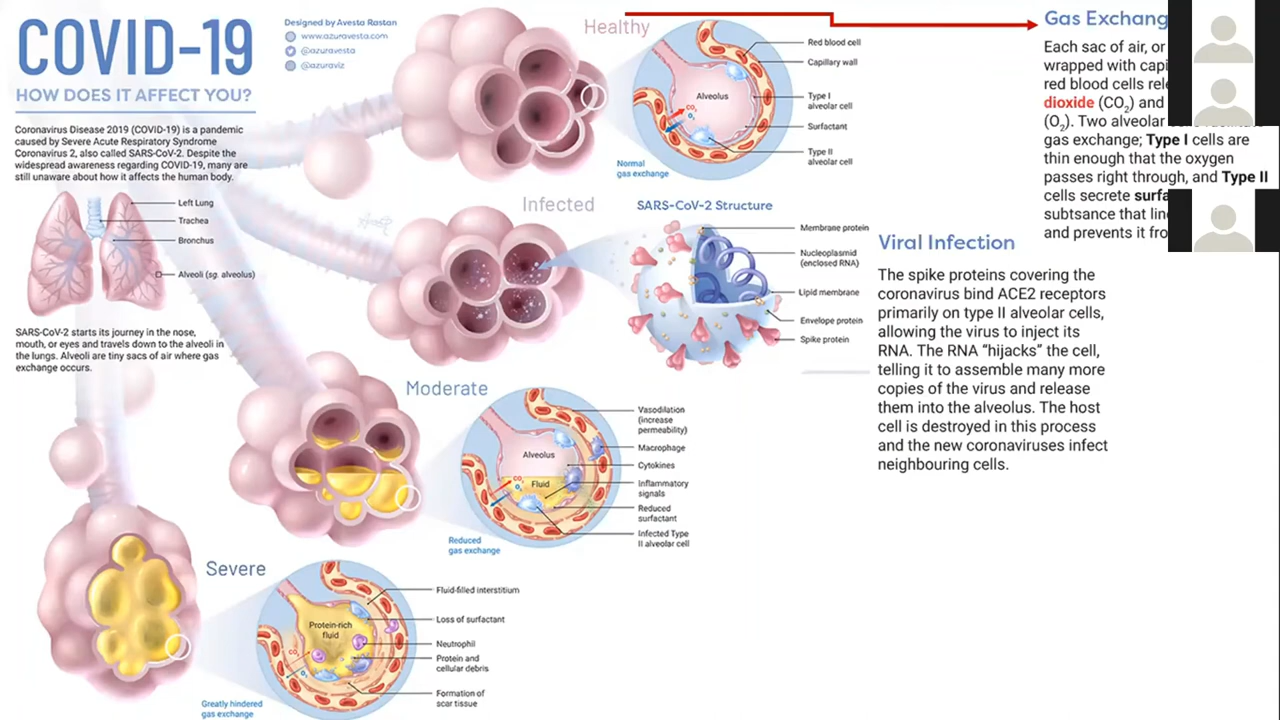 COVID-19
HOW DOES IT AFFECT YOU?
Designed by Avesta Rastan
www.azuravesta.com
@azuravesta
@azuraviz
Coronavirus Disease 2019 (COVID-19) is a pandemic
caused by Severe Acute Respiratory Syndrome
Coronavirus 2, also called SARS-CoV-2. Despite the
widespread awareness regarding COVID-19, many are
still unaware about how it affects the human body.
Left Lung
Trachea
Bronchus
Alveoli (sg. alveolus)
SARS-CoV-2 starts its journey in the nose,
mouth, or eyes and travels down to the alveoli in
the lungs. Alveoli are tiny sacs of air where gas
exchange occurs.
Healthy
Alveolus
CO2
O2
Normal
gas exchange
Red blood cell
Capillary wall
Type I
alveolar cell
Surfactant
Type II
alveolar cell
Gas Exchang
Each sac of air, or
wrapped with capi
red blood cells rel
dioxide (CO2) and
(O2). Two alveolar
gas exchange; Type I cells are
thin enough that the oxygen
passes right through, and Type II
cells secrete surfa
subtsance that lin
and prevents it fro
Infected
SARS-CoV-2 Structure
Membrane protein
Nucleoplasmid
(enclosed RNA)
Lipid membrane
Envelope protein
Spike protein
Viral Infection
The spike proteins covering the
coronavirus bind ACE2 receptors
primarily on type II alveolar cells,
allowing the virus to inject its
RNA. The RNA “hijacks” the cell,
telling it to assemble many more
copies of the virus and release
them into the alveolus. The host
cell is destroyed in this process
and the new coronaviruses infect
neighbouring cells.
Moderate
Alveolus
Fluid
CO2
O2
Reduced
gas exchange
Vasodilation
(increase
permeability)
Macrophage
Cytokines
Inflammatory
signals
Reduced
surfactant
Infected Type
II alveolar cell
Severe
Protein-rich
fluid
CO2
O2
Greatly hindered
gas exchange
Fluid-filled interstitium
Loss of surfactant
Neutrophil
Protein and
cellular debris
Formation of
scar tissue